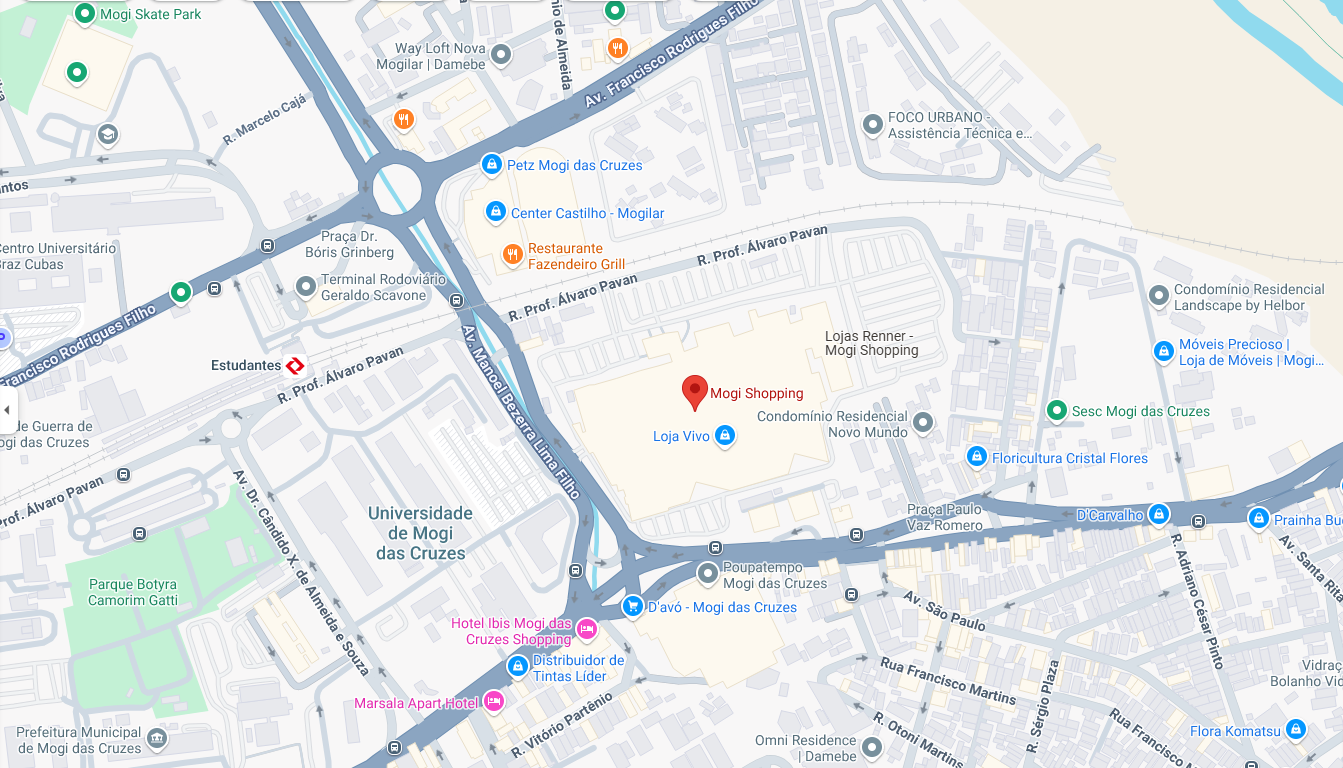 Mogi Skate Park
Way Loft Nova
Mogilar | Damebe
nio de Almeida
Av. Francisco Rodrigues Filho
R. Marcelo Cajá
FOCO URBANO -
Assistência Técnica e…
Petz Mogi das Cruzes
Center Castilho - Mogilar
Restaurante
Fazendeiro Grill
R. Prof. Álvaro Pavan
R. Prof. Álvaro Pavan
antos
Praça Dr.
Bóris Grinberg
Centro Universitário
Braz Cubas
Terminal Rodoviário
Geraldo Scavone
Francisco Rodrigues Filho
Av. Manoel Bezerra Lima Filho
Estudantes
R. Prof. Álvaro Pavan
Lojas Renner -
Mogi Shopping
Condomínio Residencial
Landscape by Helbor
Móveis Precioso |
Loja de Móveis | Mogi…
Mogi Shopping
Loja Vivo
Condomínio Residencial
Novo Mundo
Sesc Mogi das Cruzes
Floricultura Cristal Flores
de Guerra de
ogi das Cruzes
Prof. Álvaro Pavan
Av. Dr. Cândido X. de Almeida e Souza
Universidade
de Mogi
das Cruzes
Praça Paulo
Vaz Romero
D'Carvalho
Prainha Bu
Av. Santa Rita
R. Adriano César Pinto
Parque Botyra
Camorim Gatti
Poupatempo
Mogi das Cruzes
D'avó - Mogi das Cruzes
Av. São Paulo
Hotel Ibis Mogi das
Cruzes Shopping
Distribuidor de
Tintas Líder
Marsala Apart Hotel
R. Vitório Partênio
Rua Francisco Martins
R. Sérgio Plaza
R. Otoni Martins
Rua Francisco M
Vidraç
Bolanho Vid
Flora Komatsu
Omni Residence
| Damebe
Prefeitura Municipal
de Mogi das Cruzes